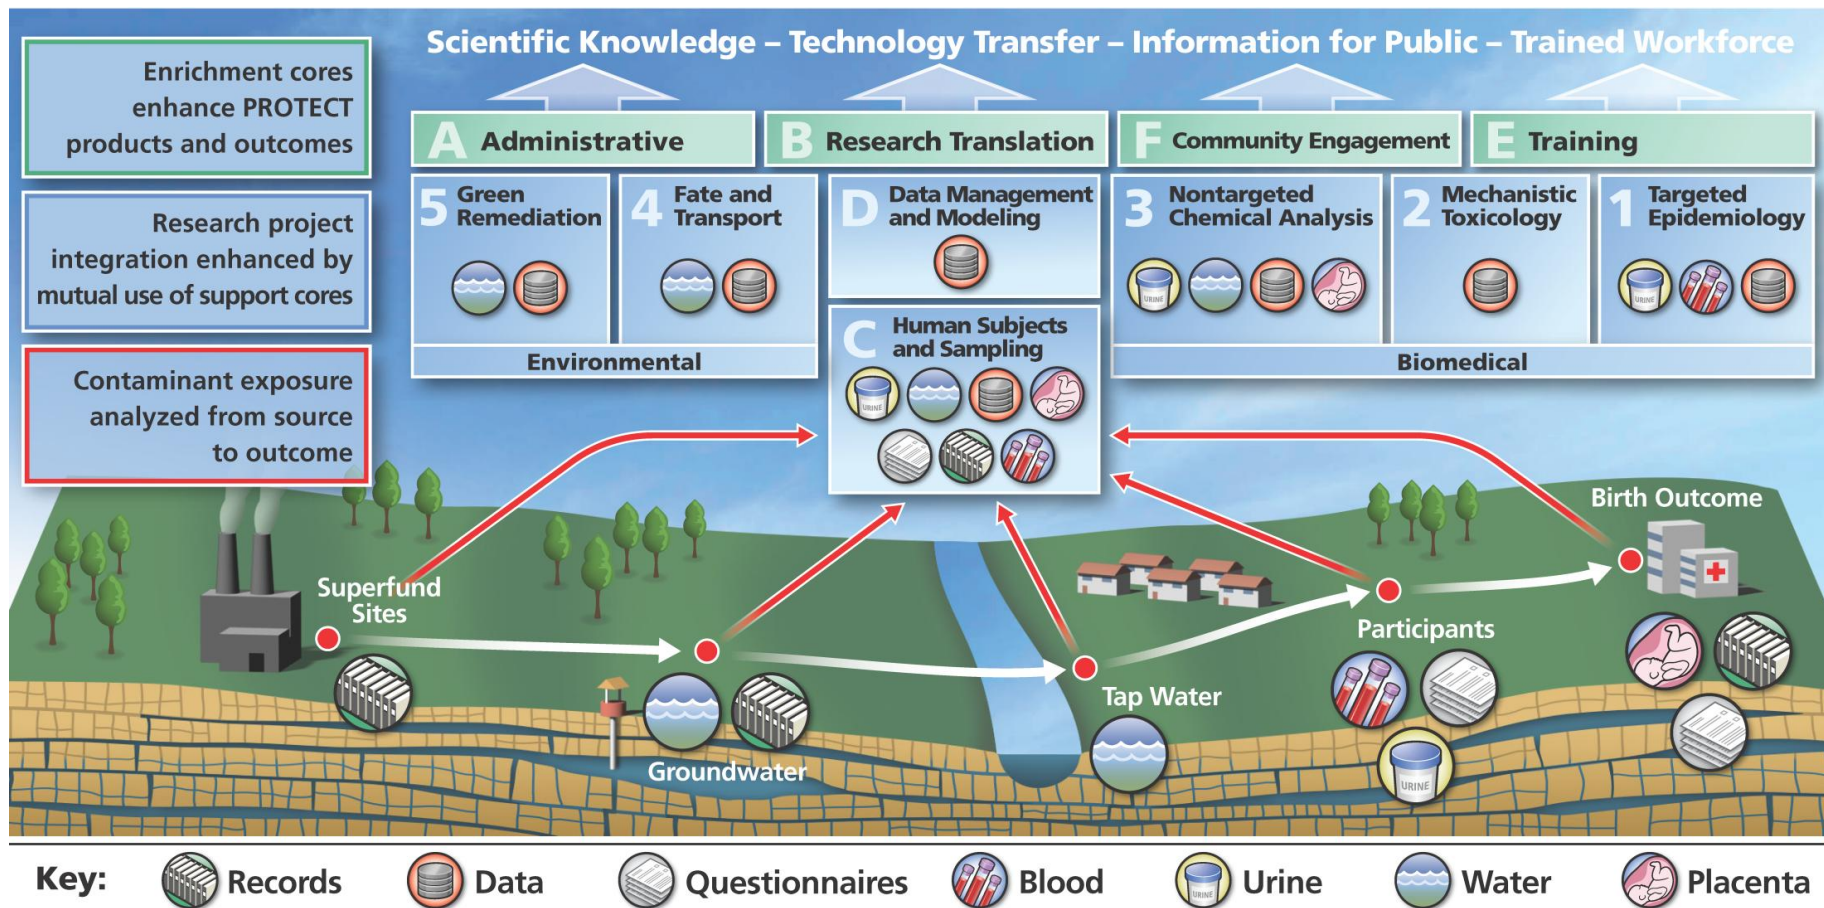 Scientific Knowledge – Technology Transfer – Information for Public – Trained Workforce
Enrichment cores
enhance PROTECT
products and outcomes
Research project
integration enhanced by
mutual use of support cores
Contaminant exposure
analyzed from source
to outcome
A Administrative
B Research Translation
F Community Engagement
E Training
5 Green
Remediation
4 Fate and
Transport
Environmental
D Data Management
and Modeling
C Human Subjects
and Sampling
URINE
3 Nontargeted
Chemical Analysis
URINE
2 Mechanistic
Toxicology
1 Targeted
Epidemiology
URINE
Biomedical
Superfund
Sites
Groundwater
Tap Water
Participants
URINE
Birth Outcome
Key:
Records
Data
Questionnaires
Blood
URINE
Urine
Water
Placenta